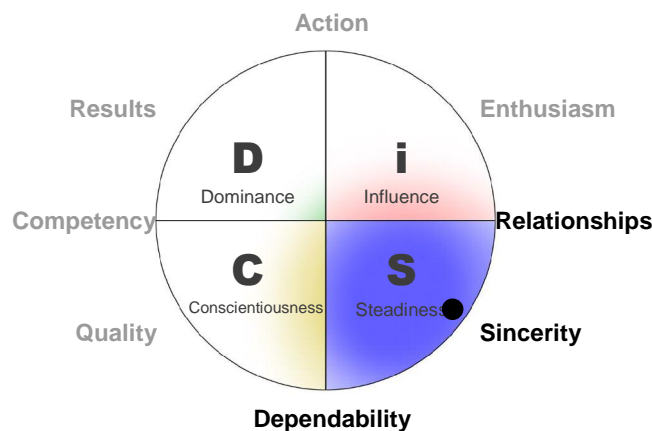 Action
Results
Enthusiasm
D
i
Dominance
Influence
Competency
Relationships
C
S
Conscientiousness
Steadiness
Quality
Sincerity
Dependability